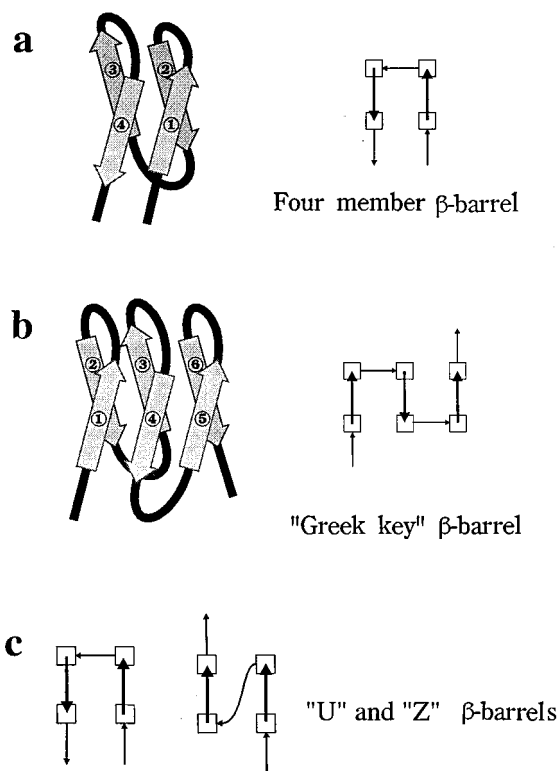 a
③ ②
④ ①
Four member β-barrel
b
② ③ ⑥
① ④ ⑤
"Greek key" β-barrel
c
"U" and "Z" β-barrels